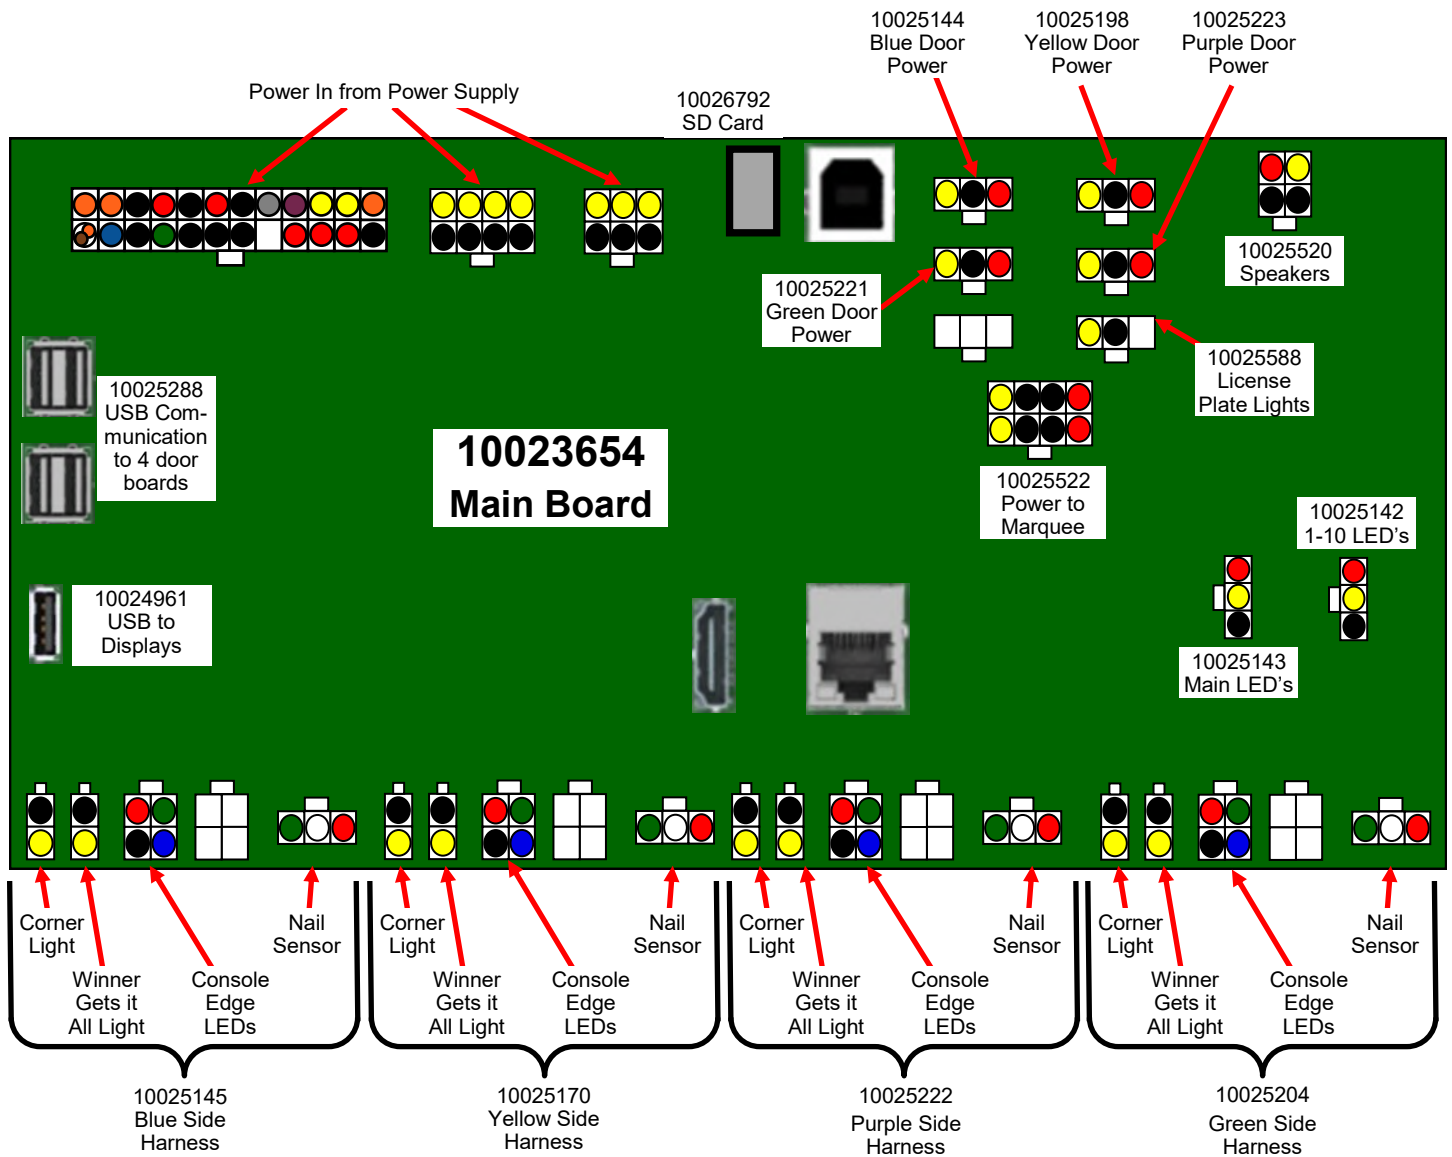 10025144
Blue Door
Power
10025198
Yellow Door
Power
10025223
Purple Door
Power
Power In from Power Supply
10026792
SD Card
10025520
Speakers
10025221
Green Door
Power
10025588
License
Plate Lights
10025288
USB Com-
munication
to 4 door
boards
10023654
Main Board
10025522
Power to
Marquee
10025142
1-10 LED's
10024961
USB to
Displays
10025143
Main LED's
Corner
Light
Winner
Gets it
All Light
Console
Edge
LEDs
Nail
Sensor
Corner
Light
Winner
Gets it
All Light
Console
Edge
LEDs
Nail
Sensor
Corner
Light
Winner
Gets it
All Light
Console
Edge
LEDs
Nail
Sensor
Corner
Light
Winner
Gets it
All Light
Console
Edge
LEDs
Nail
Sensor
10025145
Blue Side
Harness
10025170
Yellow Side
Harness
10025222
Purple Side
Harness
10025204
Green Side
Harness